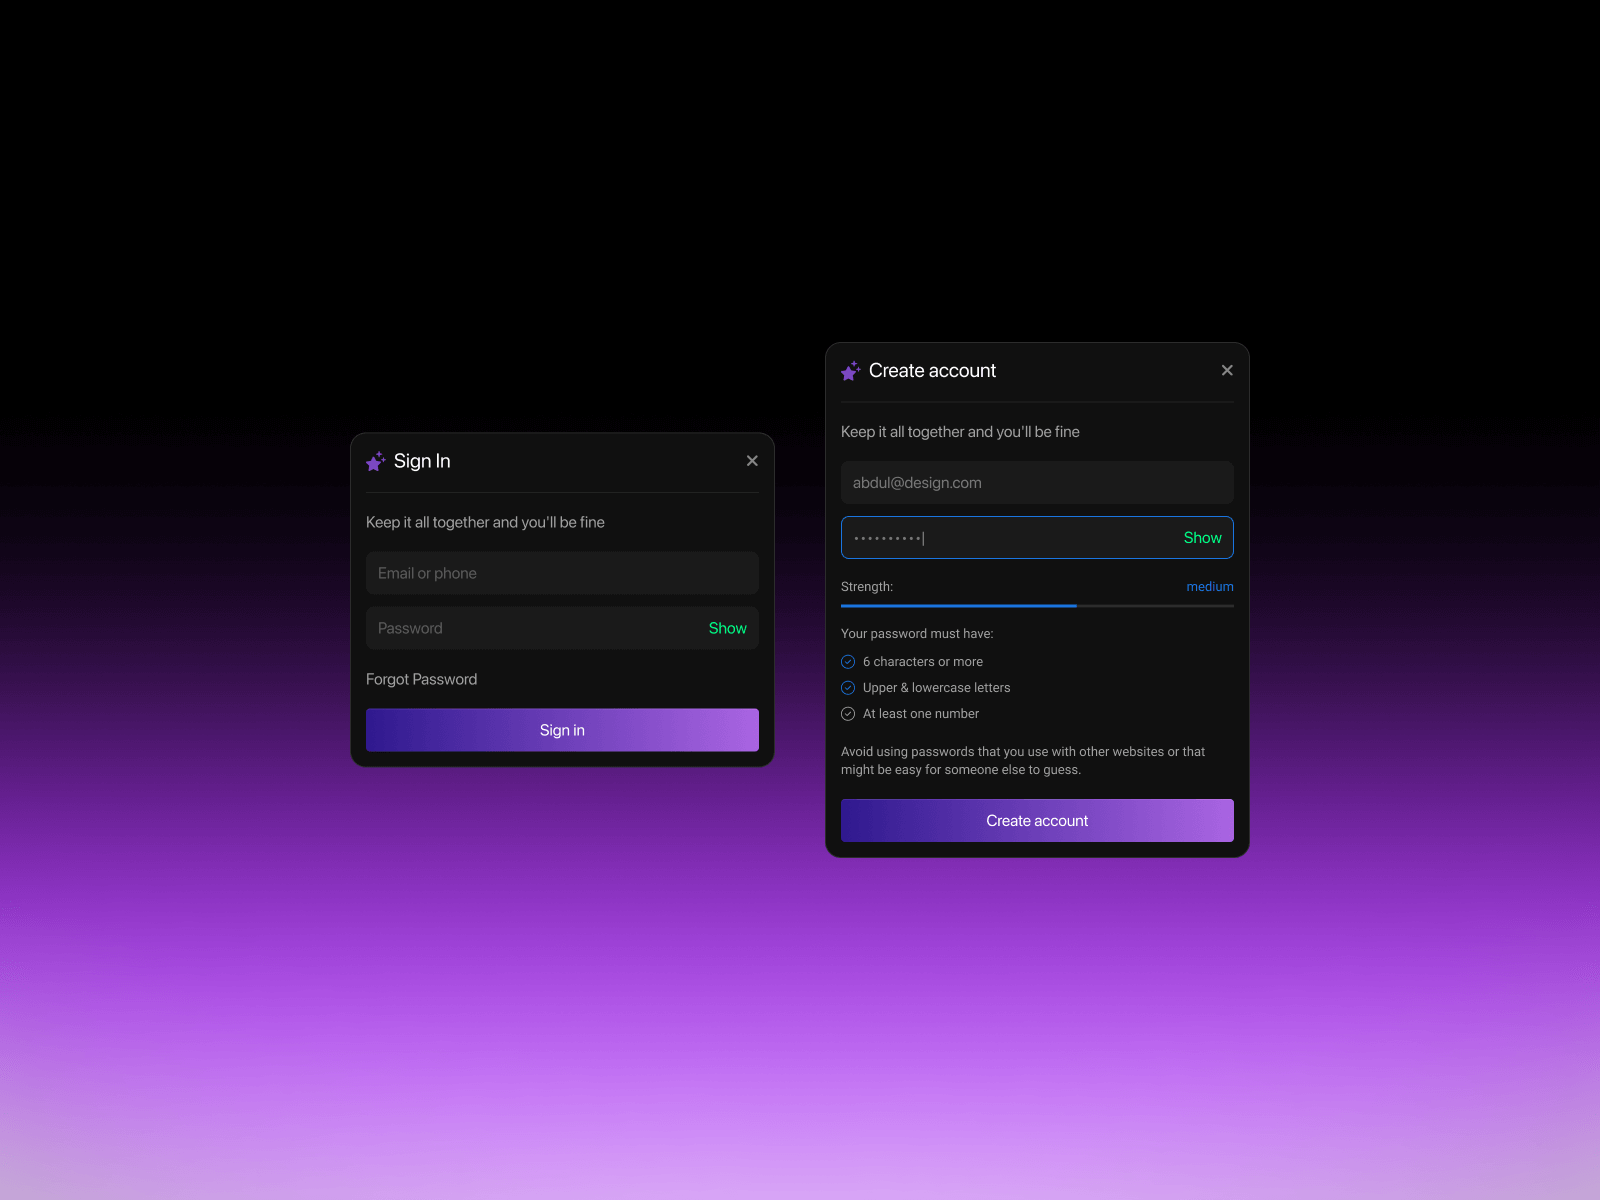 Sign In
Keep it all together and you'll be fine
Email or phone
Password
Show
Forgot Password
Sign in
Create account
Keep it all together and you'll be fine
abdul@design.com
••••••••••|
Show
Strength:
medium
Your password must have:
6 characters or more
Upper & lowercase letters
At least one number
Avoid using passwords that you use with other websites or that
might be easy for someone else to guess.
Create account